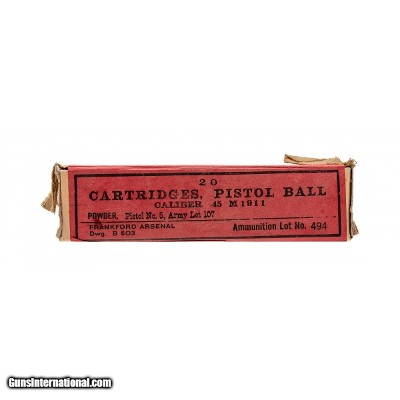 20
CARTRIDGES, PISTOL BALL
CALIBER 45 M1911
POWDER, Pistol No. 5, Army Lot 107
FRANKFORD ARSENAL
Dwg. B 603
Ammunition Lot No. 494
GunsInternational.com